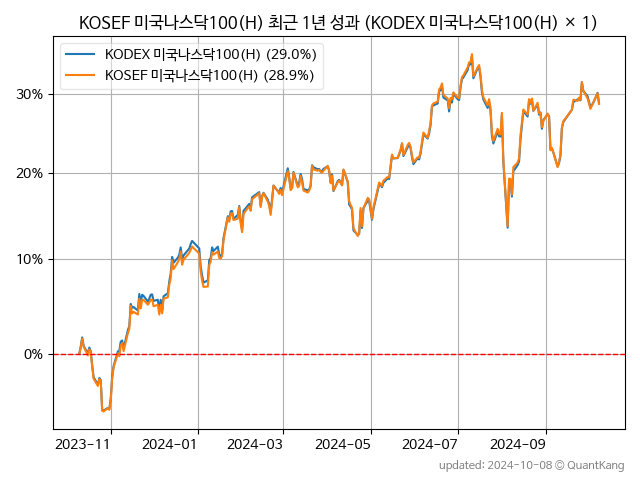 KOSEF 미국나스닥100(H) 최근 1년 성과 (KODEX 미국나스닥100(H) × 1)
KODEX 미국나스닥100(H) (29.0%)
KOSEF 미국나스닥100(H) (28.9%)
30%
20%
10%
0%
2023-11 2024-01 2024-03 2024-05 2024-07 2024-09
updated: 2024-10-08 © QuantKang